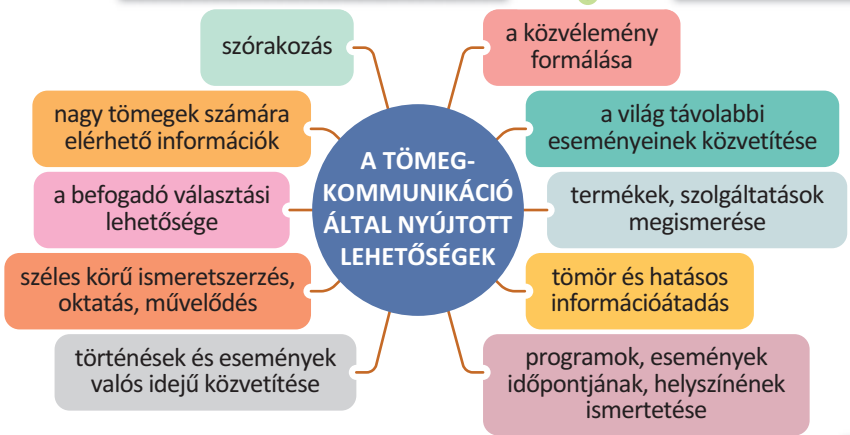 szórakozás
a közvélemény
formálása
nagy tömegek számára
elérhető információk
a világ távolabbi
eseményeinek közvetítése
A TÖMEG-
KOMMUNIKÁCIÓ
ÁLTAL NYÚJTOTT
LEHETŐSÉGEK
a befogadó választási
lehetősége
termékek, szolgáltatások
megismerése
széles körű ismeretszerzés,
oktatás, művelődés
tömör és hatásos
információátadás
történések és események
valós idejű közvetítése
programok, események
időpontjának, helyszínének
ismertetése